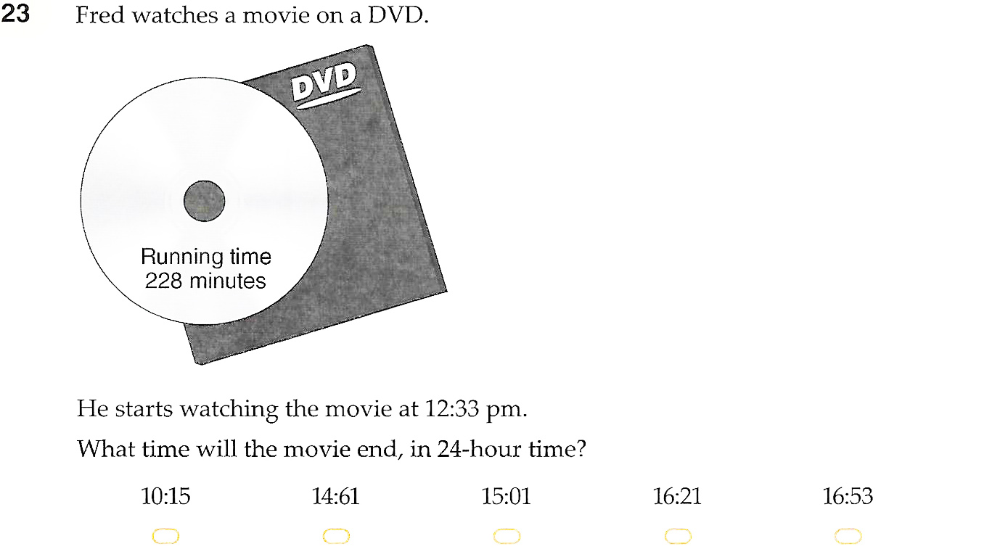 23 Fred watches a movie on a DVD.
DVD
Running time
228 minutes
He starts watching the movie at 12:33 pm.
What time will the movie end, in 24-hour time?
10:15 14:61 15:01 16:21 16:53